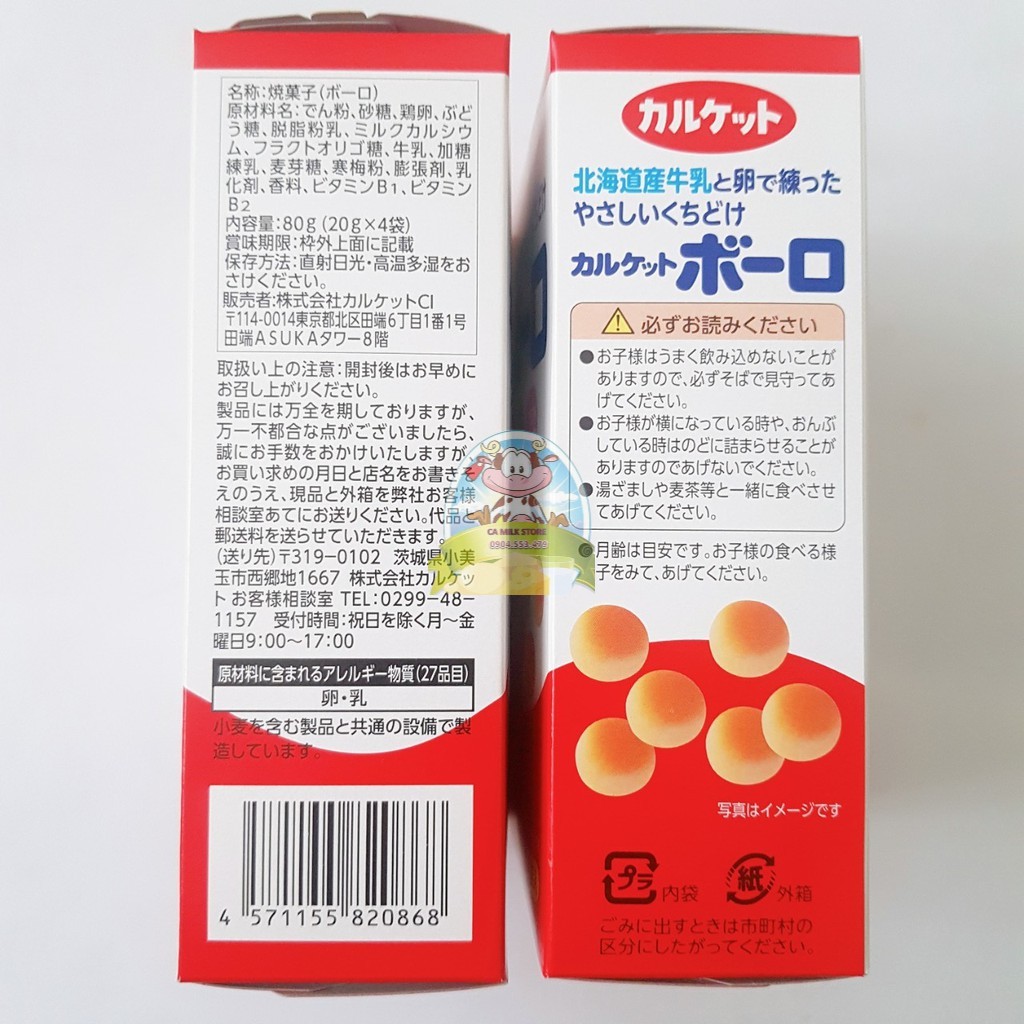 名称:焼菓子(ボーロ)
原材料名:でん粉、砂糖、鶏卵、ぶど
う糖、脱脂粉乳、ミルクカルシウ
ム、フラクトオリゴ糖、牛乳、加糖
練乳、麦芽糖、寒梅粉、膨張剤、乳
化剤、香料、ビタミンB₁、ビタミン
B₂
内容量:80g(20g×4袋)
賞味期限:枠外上面に記載
保存方法:直射日光・高温多湿をお
さけください。
販売者:株式会社カルケットCI
〒114-0014東京都北区田端6丁目1番1号
田端ASUKAタワー8階
取扱い上の注意:開封後はお早めに
お召し上がりください。
製品には万全を期しておりますが、
万一不都合な点がございましたら、
誠にお手数をおかけいたしますが
お買い求めの月日と店名をお書きそ
えのうえ、現品と外箱を弊社お客様
相談室あてにお送りください。代品と
郵送料を送らせていただきます。
(送り先)〒319-0102 茨城県小美
玉市西郷地1667 株式会社カルケッ
ト お客様相談室 TEL:0299-48-
1157 受付時間:祝日を除く月〜金
曜日9:00〜17:00
原材料に含まれるアレルギー物質(27品目)
卵・乳
小麦を含む製品と共通の設備で製
造しています。
4 571155 820868
カルケット
北海道産牛乳と卵で練った
やさしいくちどけ
カルケットボーロ
必ずお読みください
●お子様はうまく飲み込めないことが
ありますので、必ずそばで見守ってあ
げてください。
●お子様が横になっている時や、おんぶ
している時はのどに詰まらせることが
ありますのであげないでください。
●湯ざましや麦茶等と一緒に食べさせ
てあげてください。
●月齢は目安です。お子様の食べる様
子をみて、あげてください。
写真はイメージです
プラ 内袋 紙 外箱
ごみに出すときは市町村の
区分にしたがってください。
CA MILK STORE
0904.553.479